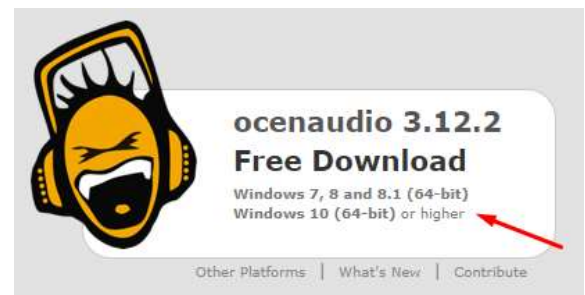 ocenaudio 3.12.2
Free Download
Windows 7, 8 and 8.1 (64-bit)
Windows 10 (64-bit) or higher
Other Platforms | What's New | Contribute